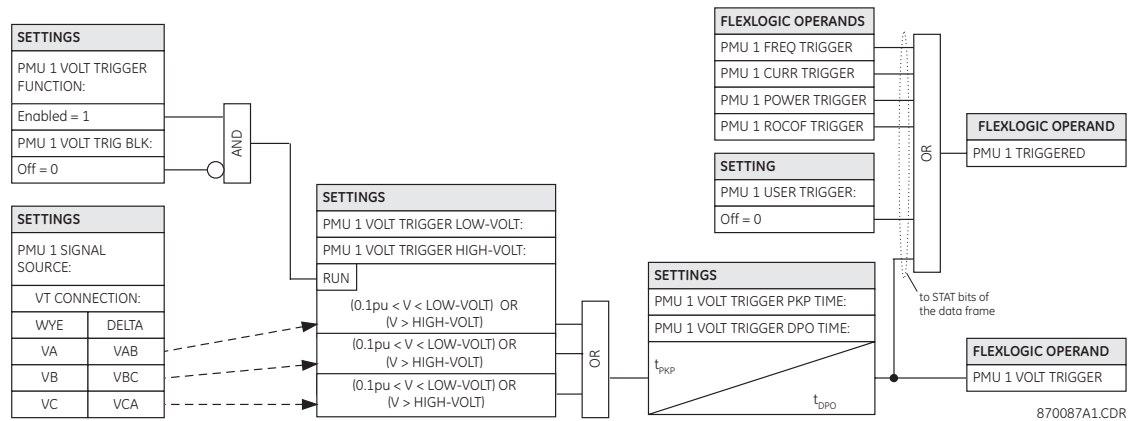 SETTINGS
PMU 1 VOLT TRIGGER
FUNCTION:
Enabled = 1
PMU 1 VOLT TRIG BLK:
Off = 0
AND
SETTINGS
PMU 1 SIGNAL
SOURCE:
VT CONNECTION:
WYE DELTA
VA VAB
VB VBC
VC VCA
SETTINGS
PMU 1 VOLT TRIGGER LOW-VOLT:
PMU 1 VOLT TRIGGER HIGH-VOLT:
RUN
(0.1pu < V < LOW-VOLT) OR
(V > HIGH-VOLT)
(0.1pu < V < LOW-VOLT) OR
(V > HIGH-VOLT)
(0.1pu < V < LOW-VOLT) OR
(V > HIGH-VOLT)
OR
SETTINGS
PMU 1 VOLT TRIGGER PKP TIME:
PMU 1 VOLT TRIGGER DPO TIME:
tPKP
tDPO
FLEXLOGIC OPERANDS
PMU 1 FREQ TRIGGER
PMU 1 CURR TRIGGER
PMU 1 POWER TRIGGER
PMU 1 ROCOF TRIGGER
SETTING
PMU 1 USER TRIGGER:
Off = 0
OR
to STAT bits of
the data frame
FLEXLOGIC OPERAND
PMU 1 TRIGGERED
FLEXLOGIC OPERAND
PMU 1 VOLT TRIGGER
870087A1.CDR